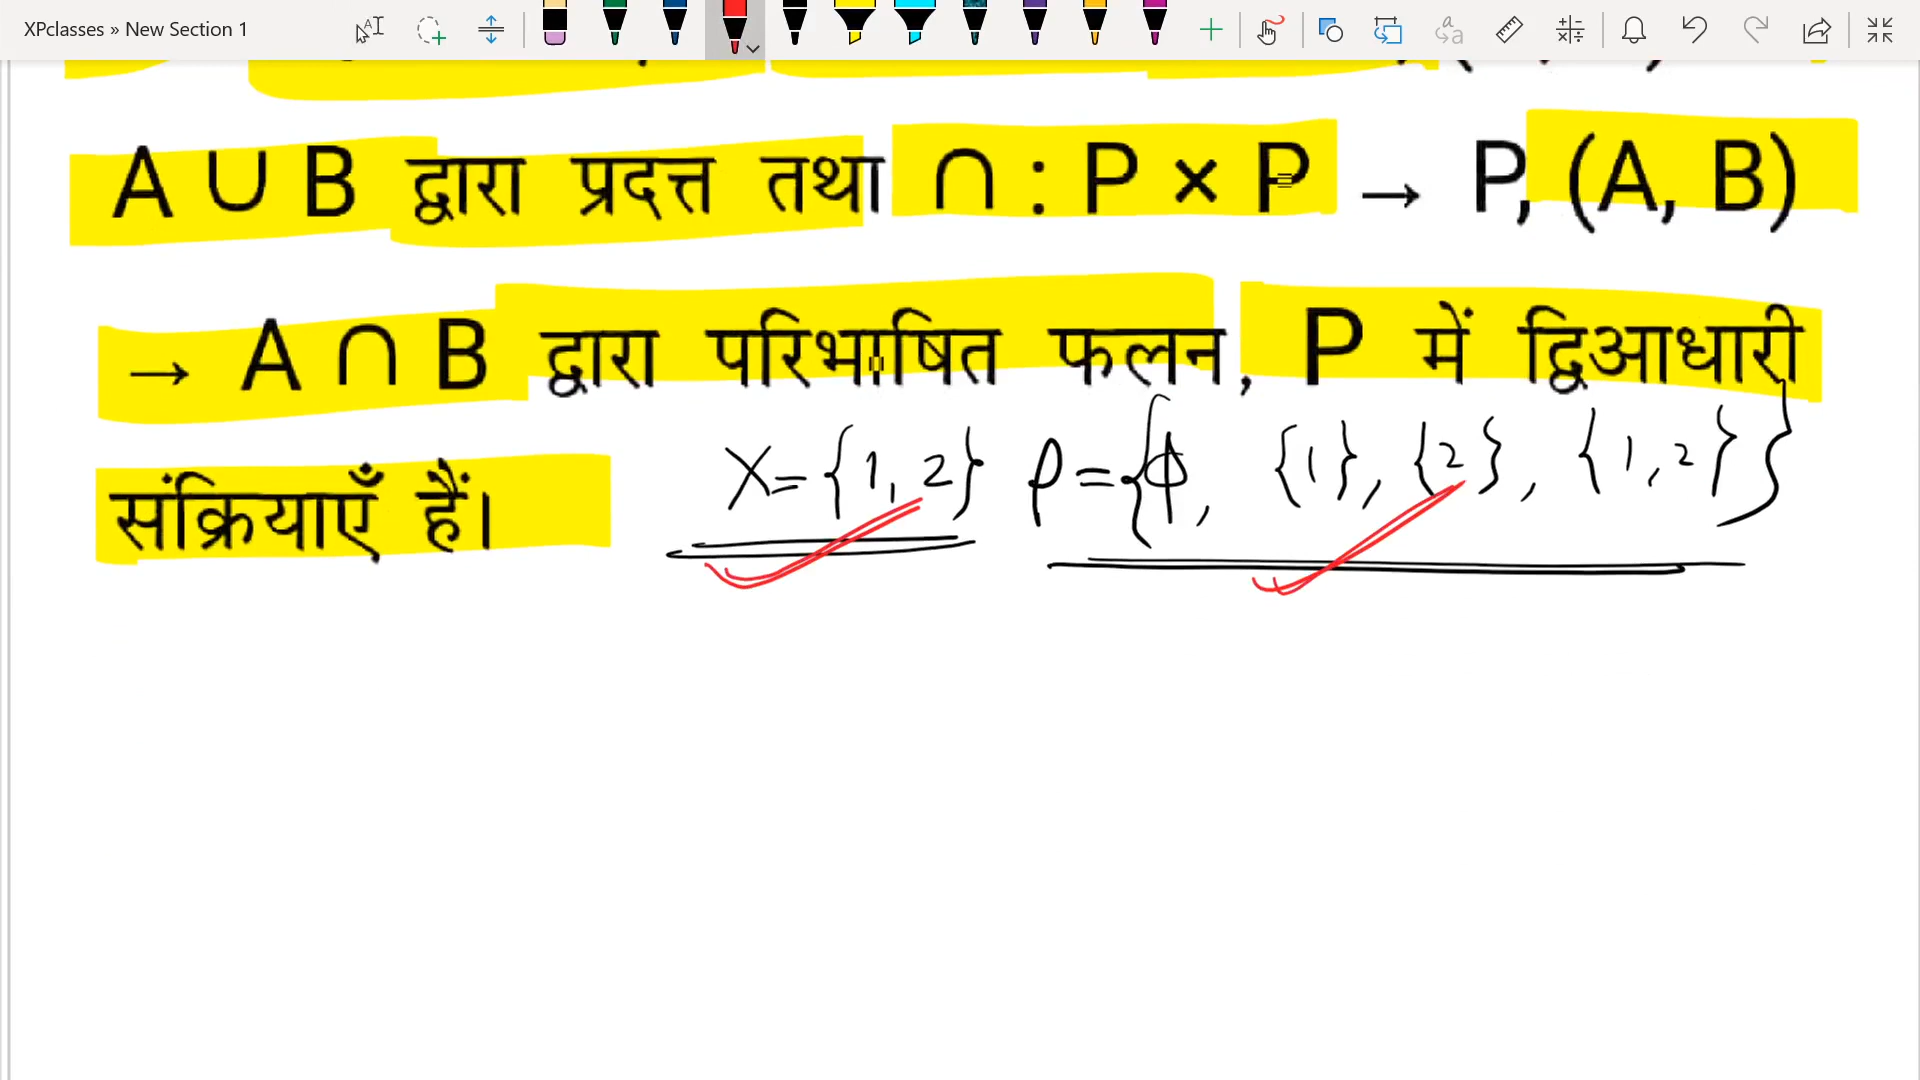 XPclasses » New Section 1
A ∪ B द्वारा प्रदत्त तथा ∩ : P × P → P, (A, B)
→ A ∩ B द्वारा परिभाषित फलन, P में द्विआधारी
संक्रियाएँ हैं।
X = {1, 2} P = {ϕ, {1}, {2}, {1, 2}}